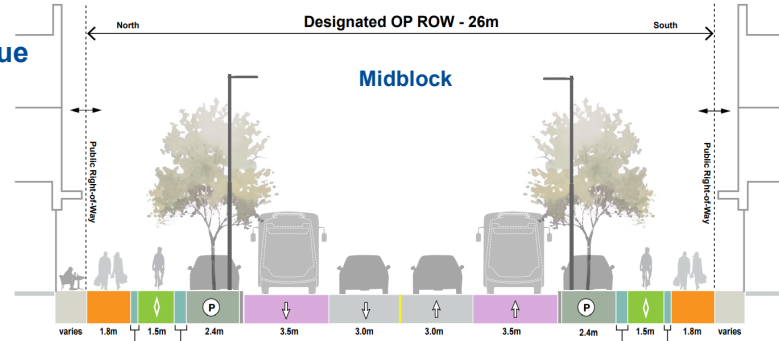 North
Designated OP ROW - 26m
South
ue
Midblock
Public Right-of-Way
Public Right-of-Way
P
P
varies
1.8m
1.5m
2.4m
3.5m
3.0m
3.0m
3.5m
2.4m
1.5m
1.8m
varies